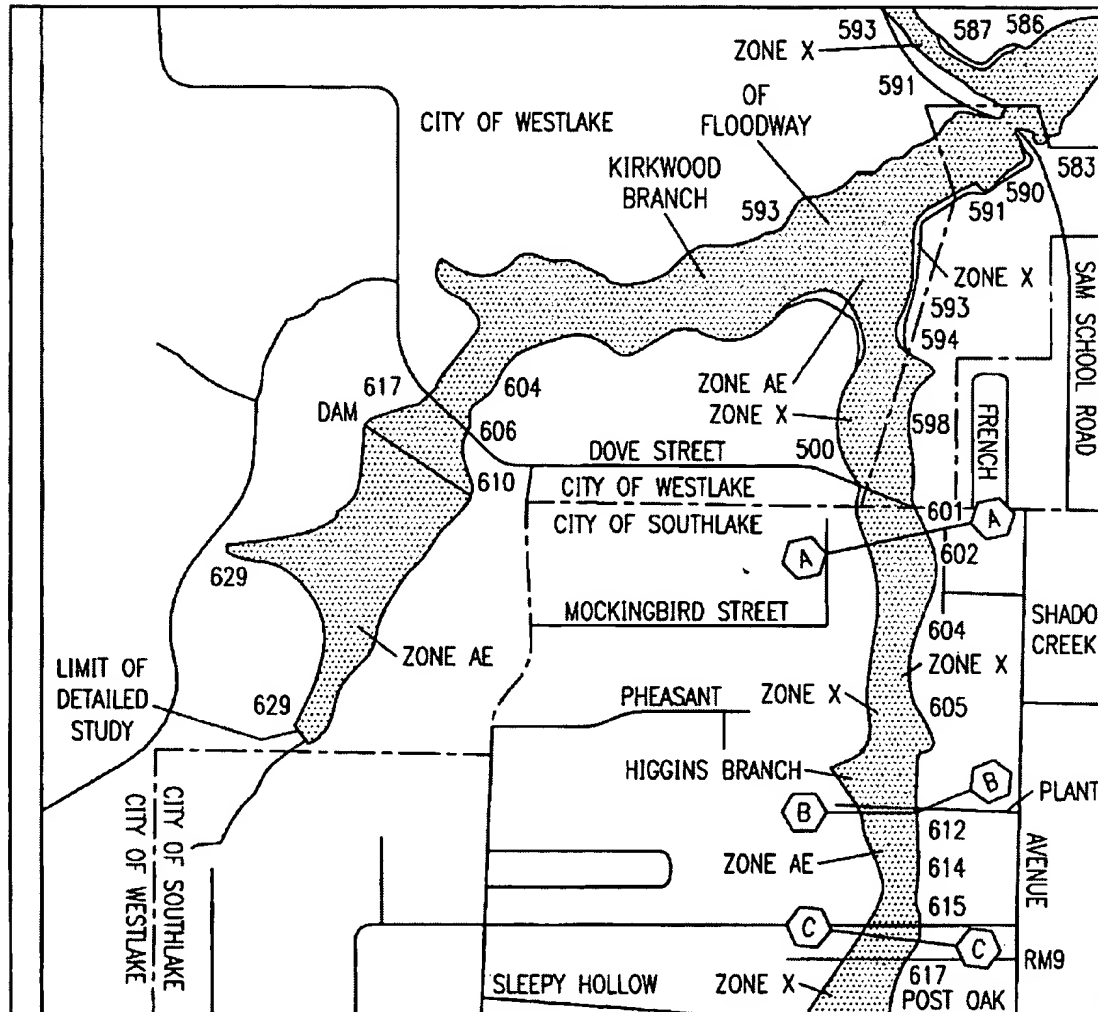 593
587
586
ZONE X
591
OF
FLOODWAY
CITY OF WESTLAKE
KIRKWOOD
BRANCH
593
583
590
591
ZONE X
593
594
SAM SCHOOL ROAD
617
604
DAM
606
610
ZONE AE
ZONE X
598
FRENCH
500
DOVE STREET
CITY OF WESTLAKE
CITY OF SOUTHLAKE
601
A
A
602
629
MOCKINGBIRD STREET
604
SHADO
CREEK
ZONE AE
ZONE X
LIMIT OF
DETAILED
STUDY
629
PHEASANT
ZONE X
605
HIGGINS BRANCH
B
B
PLANT
612
CITY OF SOUTHLAKE
CITY OF WESTLAKE
ZONE AE
614
AVENUE
615
C
C
RM9
617
SLEEPY HOLLOW
ZONE X
POST OAK